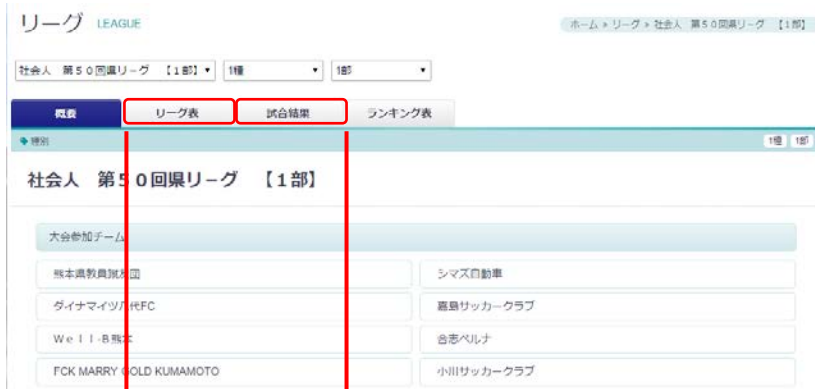 リーグ LEAGUE
ホーム » リーグ » 社会人 第50回県リーグ 【1部】
社会人 第50回県リーグ 【1部】 1種 1部
概要 リーグ表 試合結果 ランキング表
種別 1種 1部
社会人 第50回県リーグ 【1部】
大会参加チーム
熊本県教員蹴友団 シマズ自動車
ダイナマイツ八代FC 嘉島サッカークラブ
Well-B熊本 合志ペルナ
FCK MARRY GOLD KUMAMOTO 小川サッカークラブ